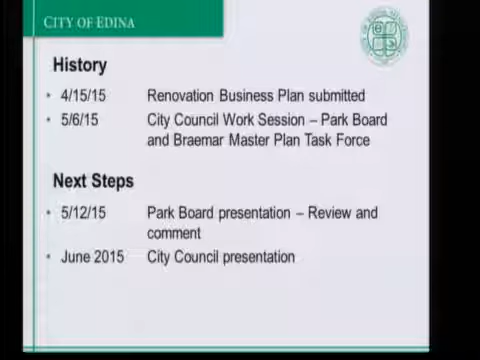 CITY OF EDINA
History
• 4/15/15 Renovation Business Plan submitted
• 5/6/15 City Council Work Session – Park Board
and Braemar Master Plan Task Force
Next Steps
• 5/12/15 Park Board presentation – Review and
comment
• June 2015 City Council presentation